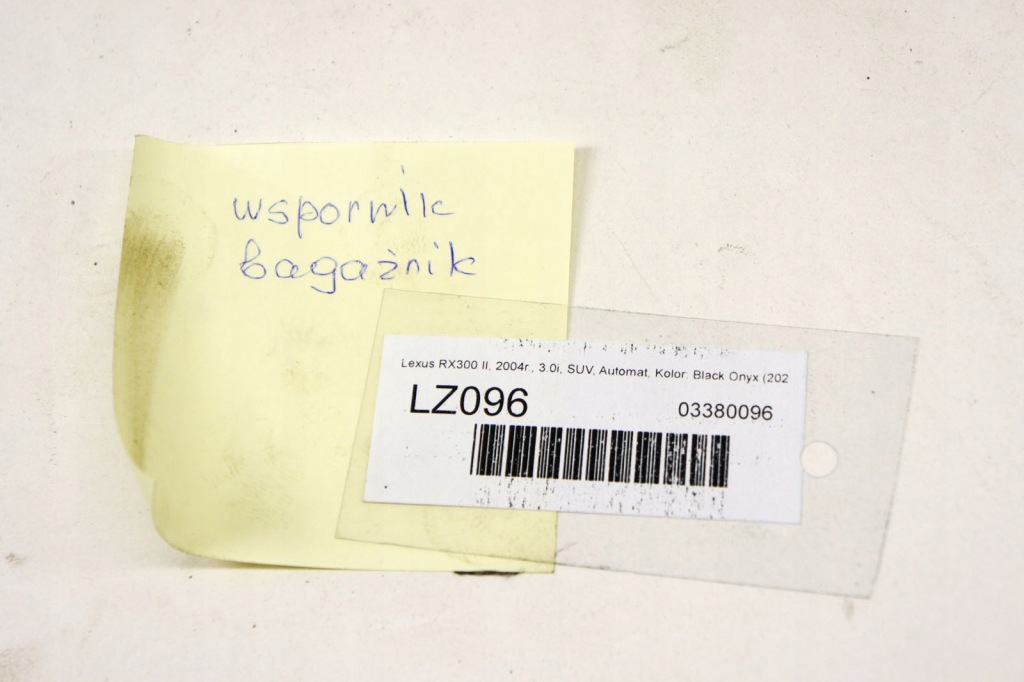 wspornik
bagażnik
Lexus RX300 II, 2004r., 3.0i, SUV, Automat, Kolor: Black Onyx (202
LZ096
03380096